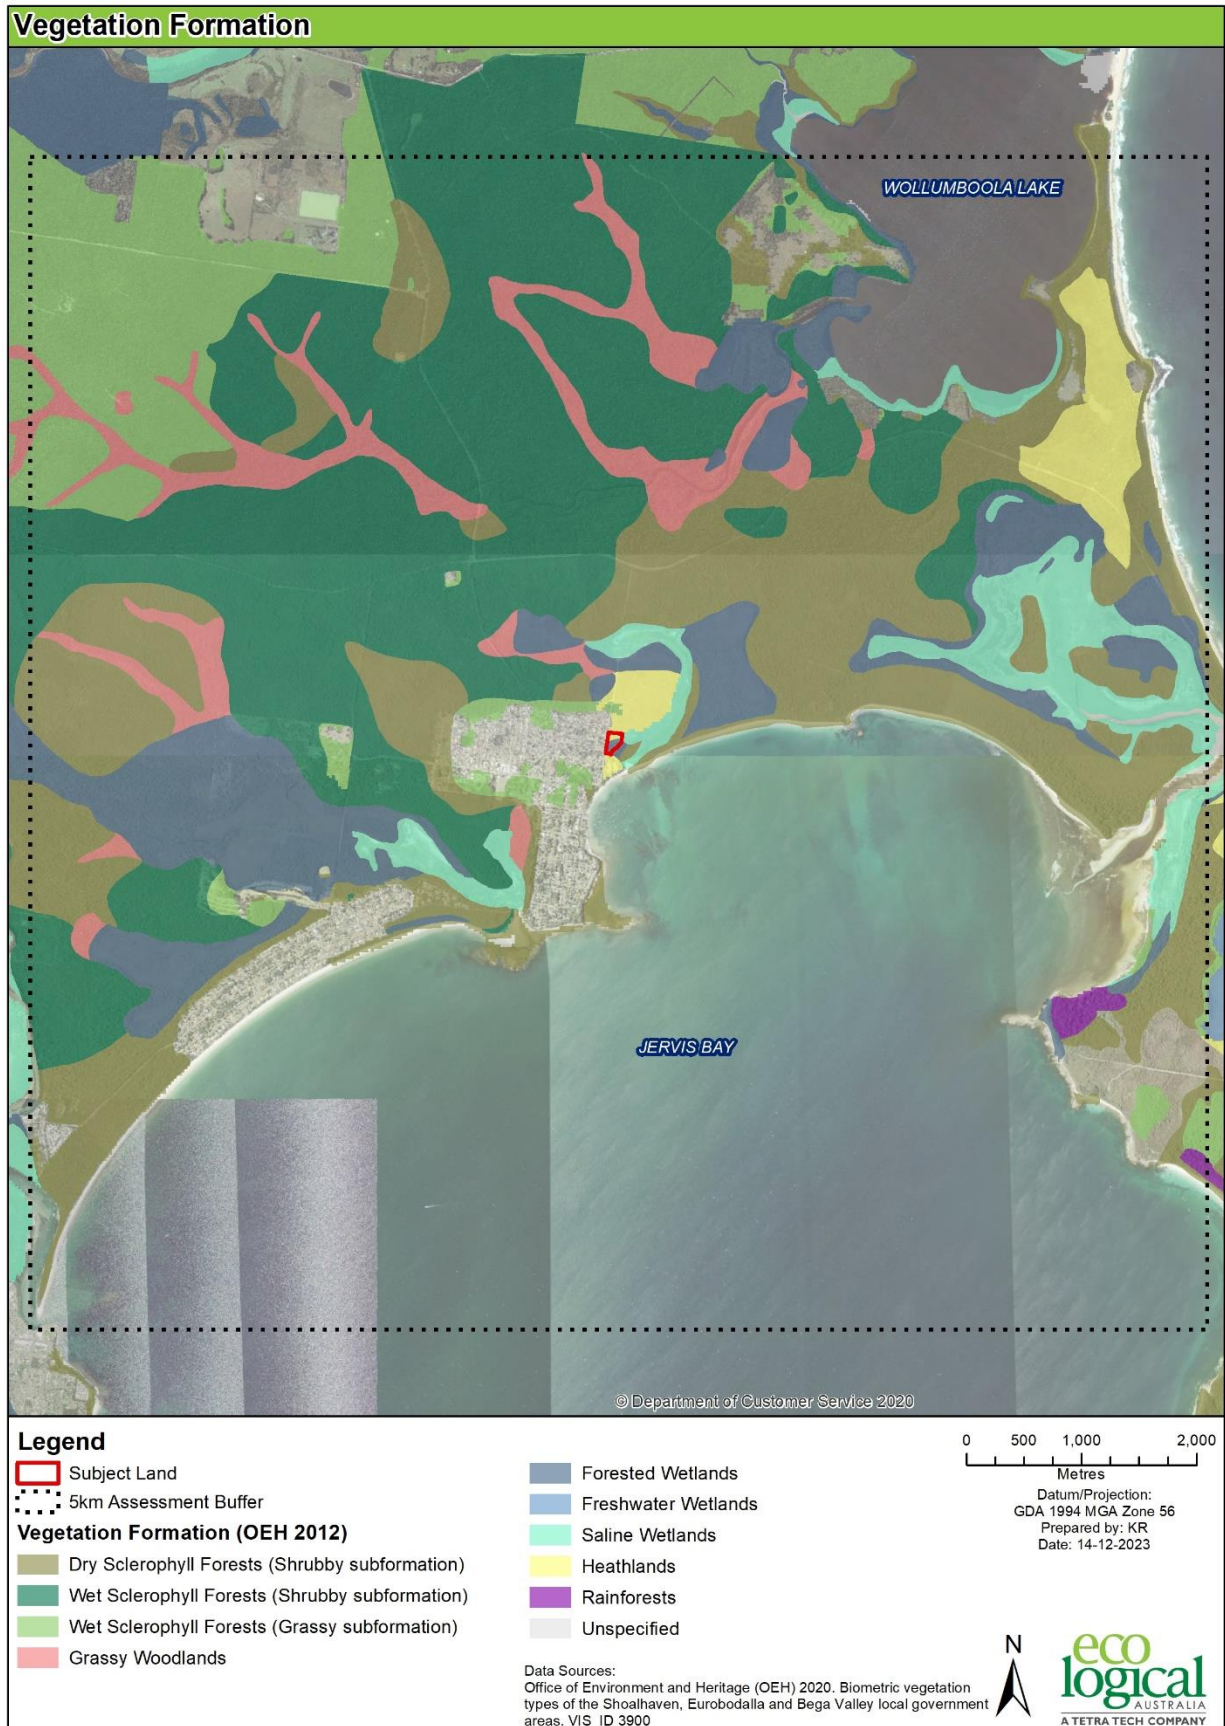 Vegetation Formation
WOLLUMBOOLA LAKE
JERVIS BAY
© Department of Customer Service 2020
Legend
Subject Land
5km Assessment Buffer
Vegetation Formation (OEH 2012)
Dry Sclerophyll Forests (Shrubby subformation)
Wet Sclerophyll Forests (Shrubby subformation)
Wet Sclerophyll Forests (Grassy subformation)
Grassy Woodlands
Forested Wetlands
Freshwater Wetlands
Saline Wetlands
Heathlands
Rainforests
Unspecified
Data Sources:
Office of Environment and Heritage (OEH) 2020. Biometric vegetation
types of the Shoalhaven, Eurobodalla and Bega Valley local government
areas. VIS_ID 3900
0 500 1,000 2,000
Metres
Datum/Projection:
GDA 1994 MGA Zone 56
Prepared by: KR
Date: 14-12-2023
N
eco
logical
AUSTRALIA
A TETRA TECH COMPANY